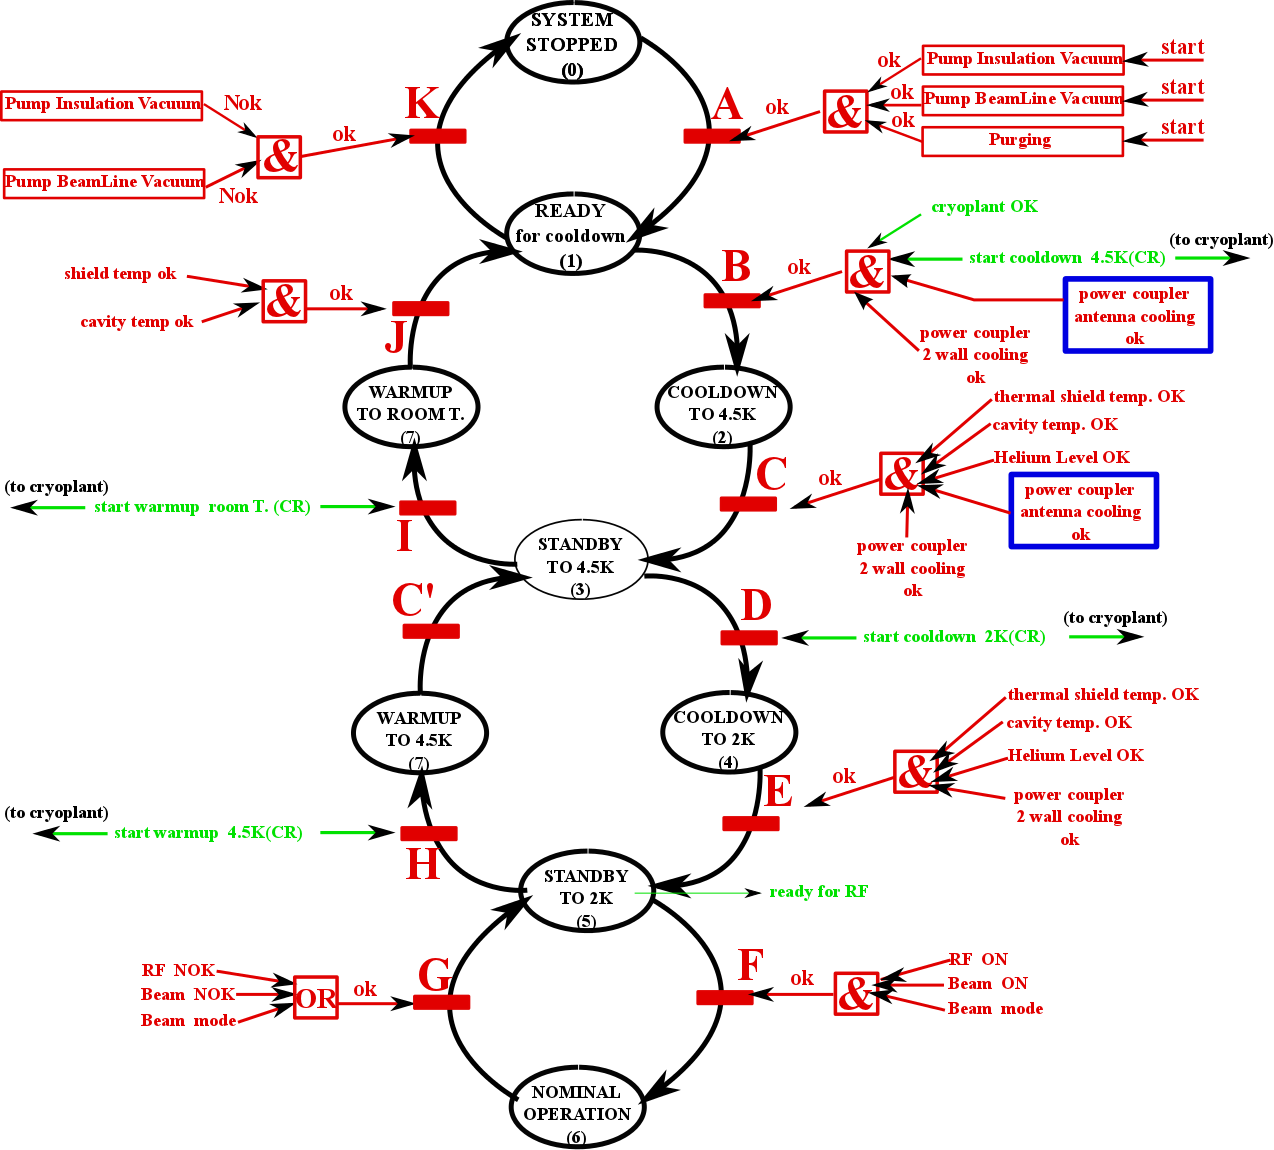 SYSTEM
STOPPED
(0)
K
A
Pump Insulation Vacuum
Nok
Pump BeamLine Vacuum
Nok
&
ok
ok
&
ok
ok
ok
Pump Insulation Vacuum
start
Pump BeamLine Vacuum
start
Purging
start
READY
for cooldown
(1)
shield temp ok
cavity temp ok
&
ok
J
B
ok
&
cryoplant OK
start cooldown 4.5K(CR)
(to cryoplant)
power coupler
antenna cooling
ok
power coupler
2 wall cooling
ok
WARMUP
TO ROOM T.
(7)
COOLDOWN
TO 4.5K
(2)
C
ok
&
thermal shield temp. OK
cavity temp. OK
Helium Level OK
power coupler
antenna cooling
ok
power coupler
2 wall cooling
ok
(to cryoplant)
start warmup room T. (CR)
I
STANDBY
TO 4.5K
(3)
C'
D
start cooldown 2K(CR)
(to cryoplant)
WARMUP
TO 4.5K
(7)
COOLDOWN
TO 2K
(4)
E
ok
&
thermal shield temp. OK
cavity temp. OK
Helium Level OK
power coupler
2 wall cooling
ok
(to cryoplant)
start warmup 4.5K(CR)
H
STANDBY
TO 2K
(5)
ready for RF
RF NOK
Beam NOK
Beam mode
OR
ok
G
F
ok
&
RF ON
Beam ON
Beam mode
NOMINAL
OPERATION
(6)